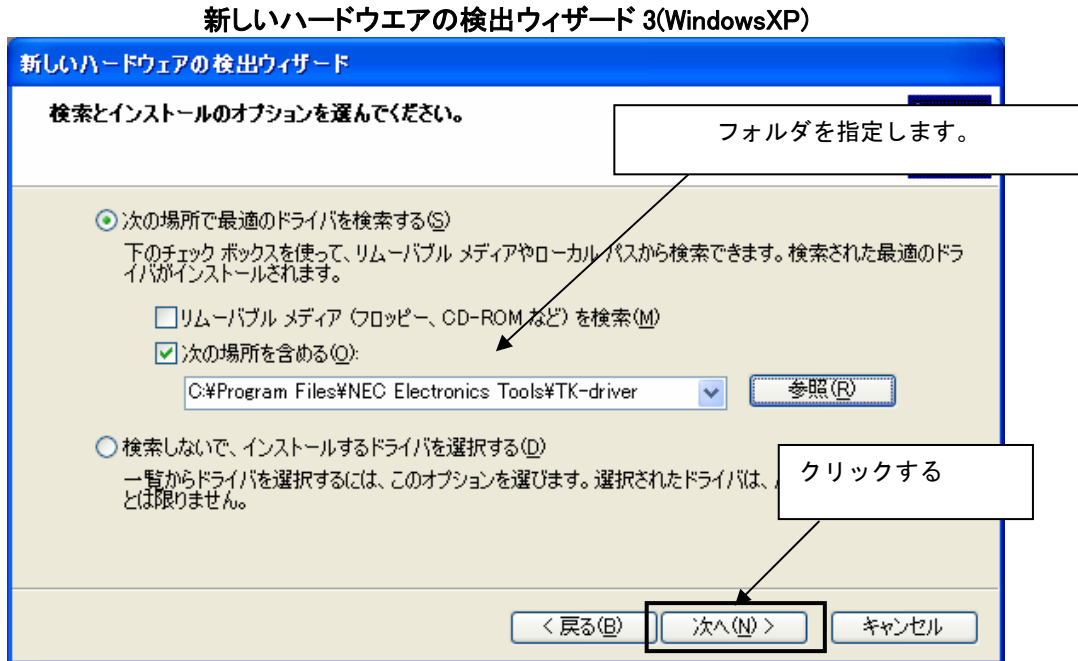 新しいハードウエアの検出ウィザード 3(WindowsXP)
新しいハードウェアの検出ウィザード
検索とインストールのオプションを選んでください。
フォルダを指定します。
次の場所で最適のドライバを検索する(S)
下のチェック ボックスを使って、リムーバブル メディアやローカル パスから検索できます。検索された最適のドラ
イバがインストールされます。
リムーバブル メディア (フロッピー、CD-ROM など) を検索(M)
次の場所を含める(O):
C:¥Program Files¥NEC Electronics Tools¥TK-driver
参照(R)
検索しないで、インストールするドライバを選択する(D)
一覧からドライバを選択するには、このオプションを選びます。選択されたドライバは、
とは限りません。
クリックする
< 戻る(B)
次へ(N) >
キャンセル